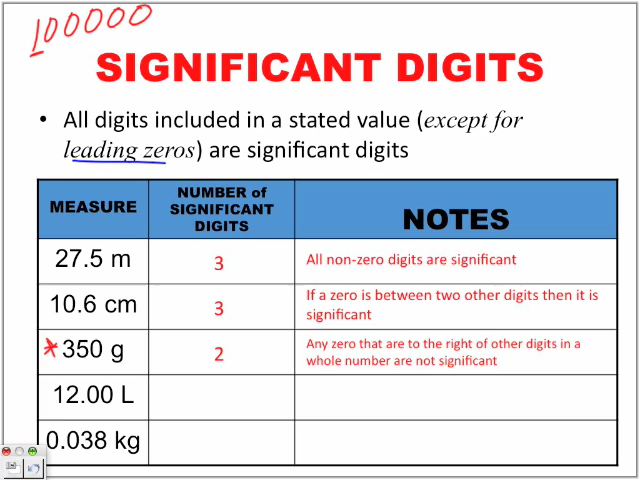 100000
SIGNIFICANT DIGITS
• All digits included in a stated value (except for
leading zeros) are significant digits
MEASURE
NUMBER of
SIGNIFICANT
DIGITS
NOTES
27.5 m
3
All non-zero digits are significant
10.6 cm
3
If a zero is between two other digits then it is
significant
*350 g
2
Any zero that are to the right of other digits in a
whole number are not significant
12.00 L
0.038 kg